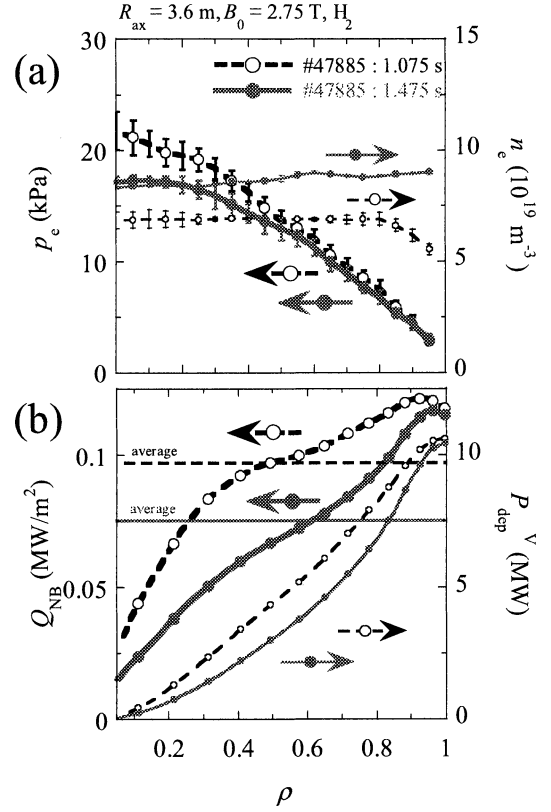 R_ax = 3.6 m, B_0 = 2.75 T, H_2
(a)
#47885 : 1.075 s
#47885 : 1.475 s
30
20
10
0
p_e (kPa)
15
10
5
0
n_e (10^19 m^-3)
(b)
average
average
0.1
0.05
0
Q_NB (MW/m^2)
10
5
0
P_dep^V (MW)
0.2 0.4 0.6 0.8 1
ρ